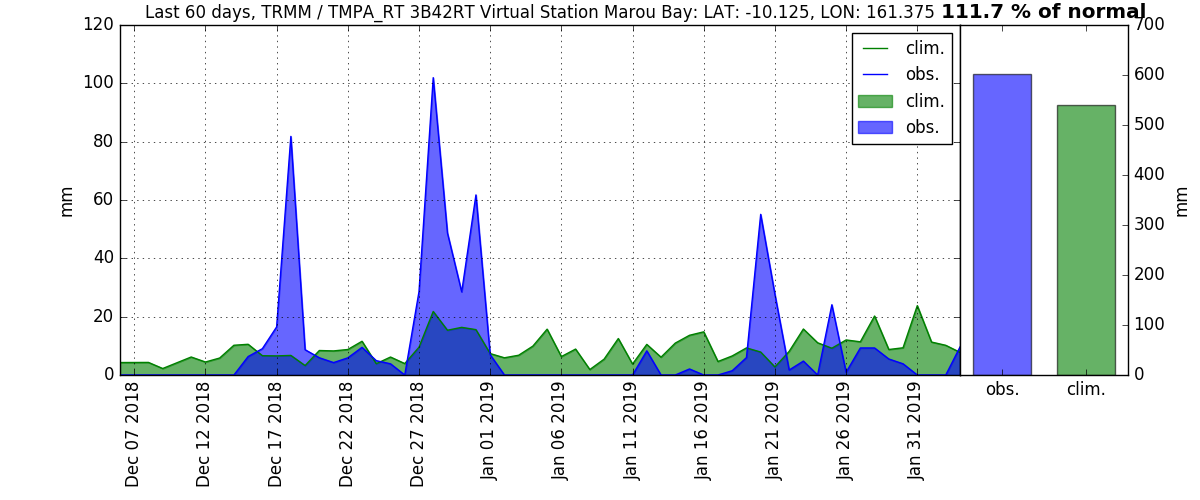 Last 60 days, TRMM / TMPA_RT 3B42RT Virtual Station Marou Bay: LAT: -10.125, LON: 161.375 111.7 % of normal
120
100
80
60
40
20
0
mm
clim.
obs.
clim.
obs.
Dec 07 2018
Dec 12 2018
Dec 17 2018
Dec 22 2018
Dec 27 2018
Jan 01 2019
Jan 06 2019
Jan 11 2019
Jan 16 2019
Jan 21 2019
Jan 26 2019
Jan 31 2019
700
600
500
400
300
200
100
0
mm
obs.
clim.